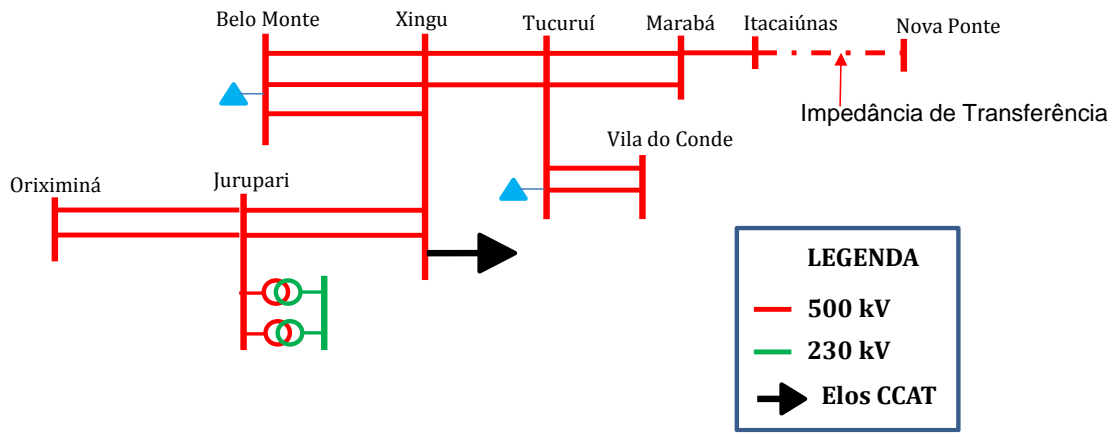 Belo Monte
Xingu
Tucuruí
Marabá
Itacaiúnas
Nova Ponte
Impedância de Transferência
Vila do Conde
Oriximiná
Jurupari
LEGENDA
500 kV
230 kV
Elos CCAT